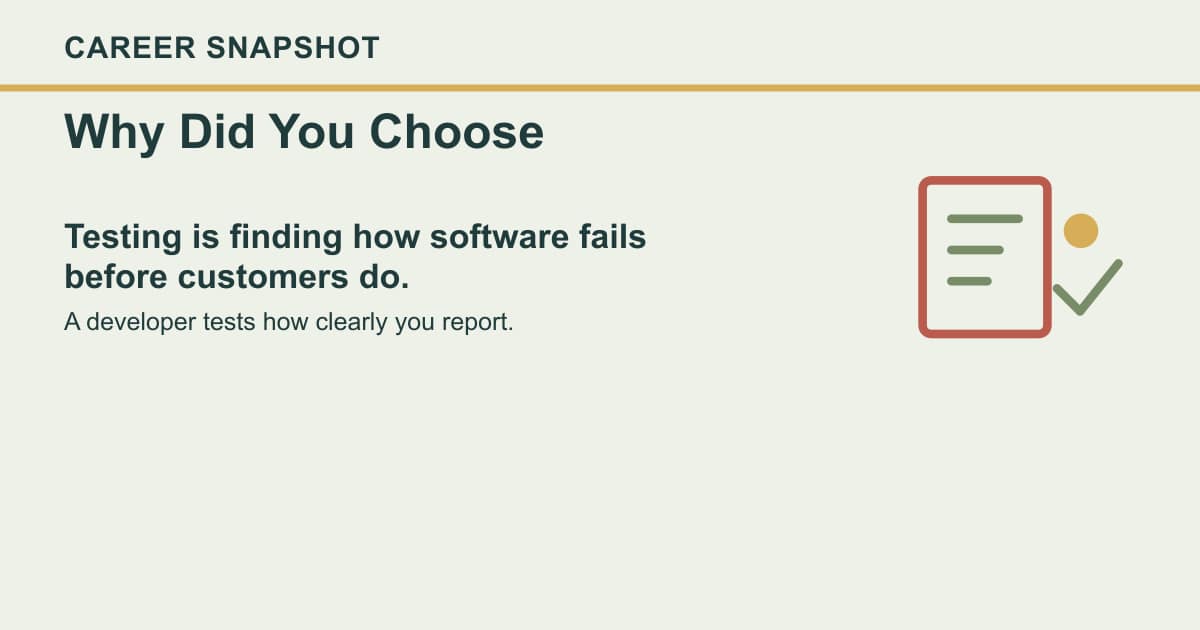 CAREER SNAPSHOT
Why Did You Choose
Testing is finding how software fails
before customers do.
A developer tests how clearly you report.